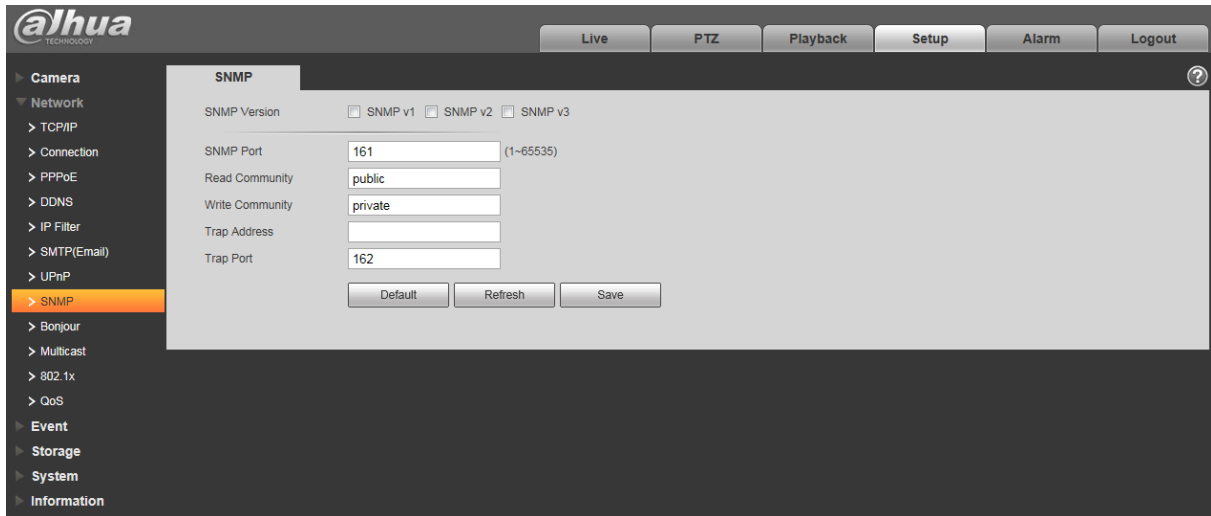 alhua
TECHNOLOGY
Live PTZ Playback Setup Alarm Logout
Camera
Network
> TCP/IP
> Connection
> PPPoE
> DDNS
> IP Filter
> SMTP(Email)
> UPnP
> SNMP
> Bonjour
> Multicast
> 802.1x
> QoS
Event
Storage
System
Information
SNMP
?
SNMP Version SNMP v1 SNMP v2 SNMP v3
SNMP Port 161 (1~65535)
Read Community public
Write Community private
Trap Address
Trap Port 162
Default Refresh Save